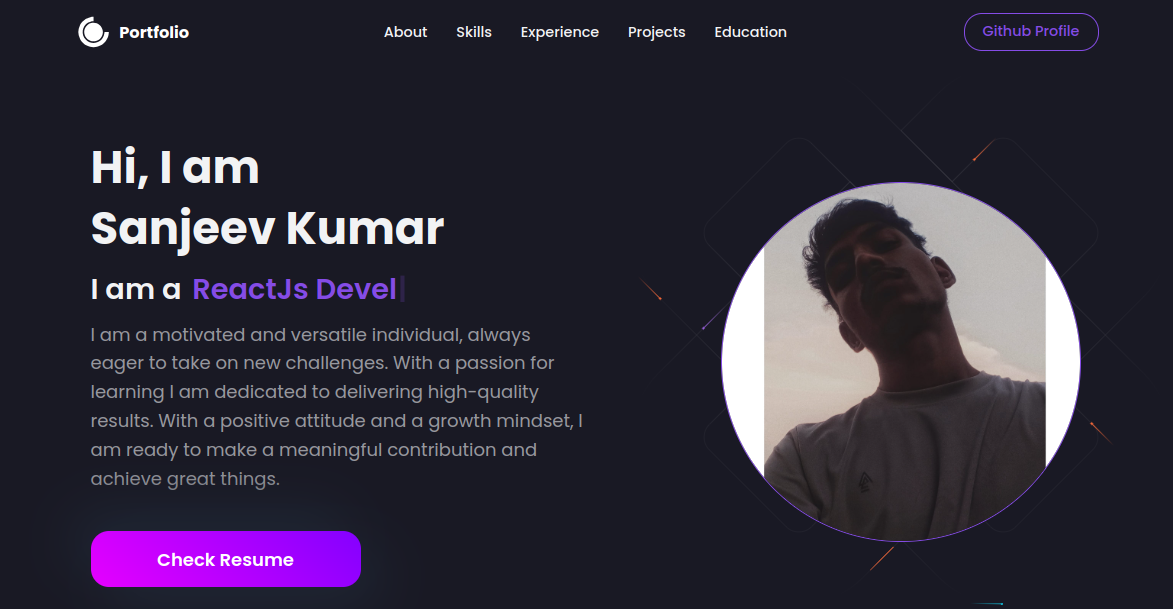 Portfolio
About Skills Experience Projects Education
Github Profile
Hi, I am
Sanjeev Kumar
I am a ReactJs Devel
I am a motivated and versatile individual, always
eager to take on new challenges. With a passion for
learning I am dedicated to delivering high-quality
results. With a positive attitude and a growth mindset, I
am ready to make a meaningful contribution and
achieve great things.
Check Resume